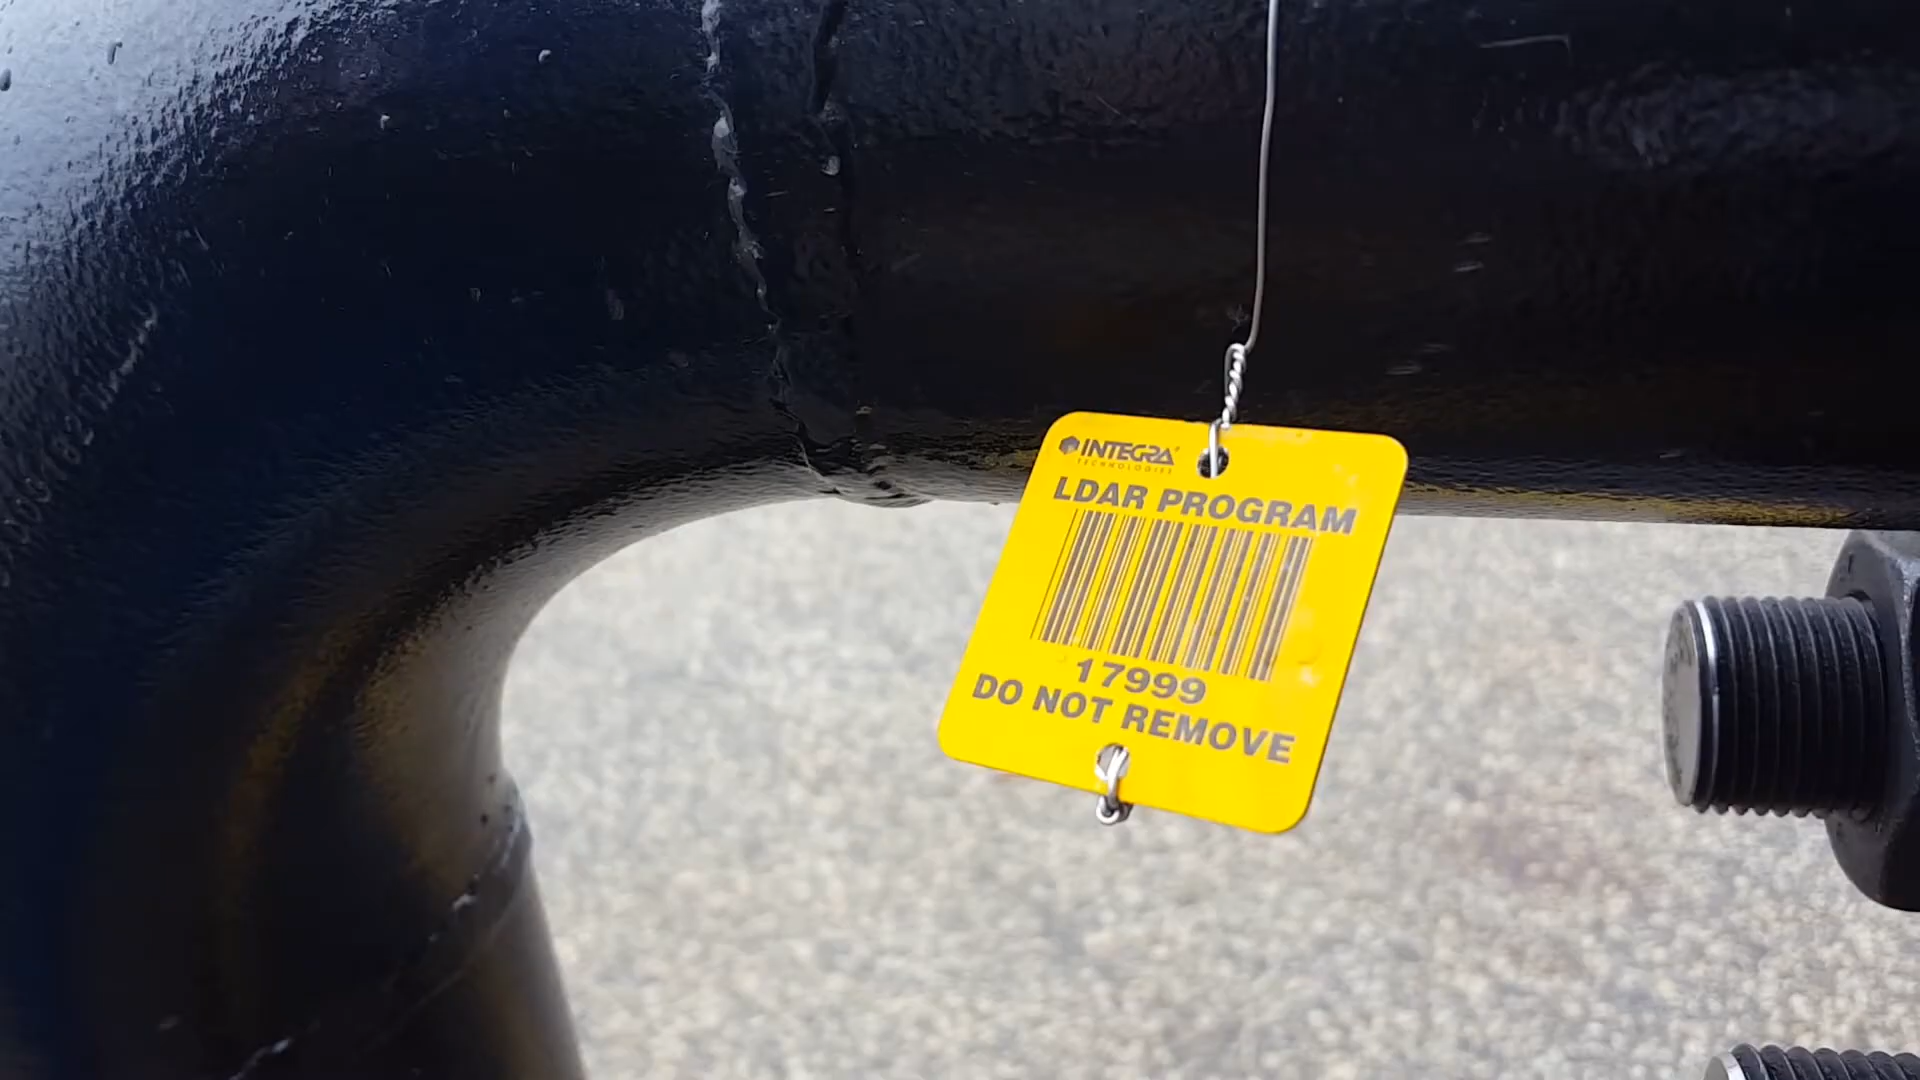 INTEGRA
TECHNOLOGIES
LDAR PROGRAM
17999
DO NOT REMOVE